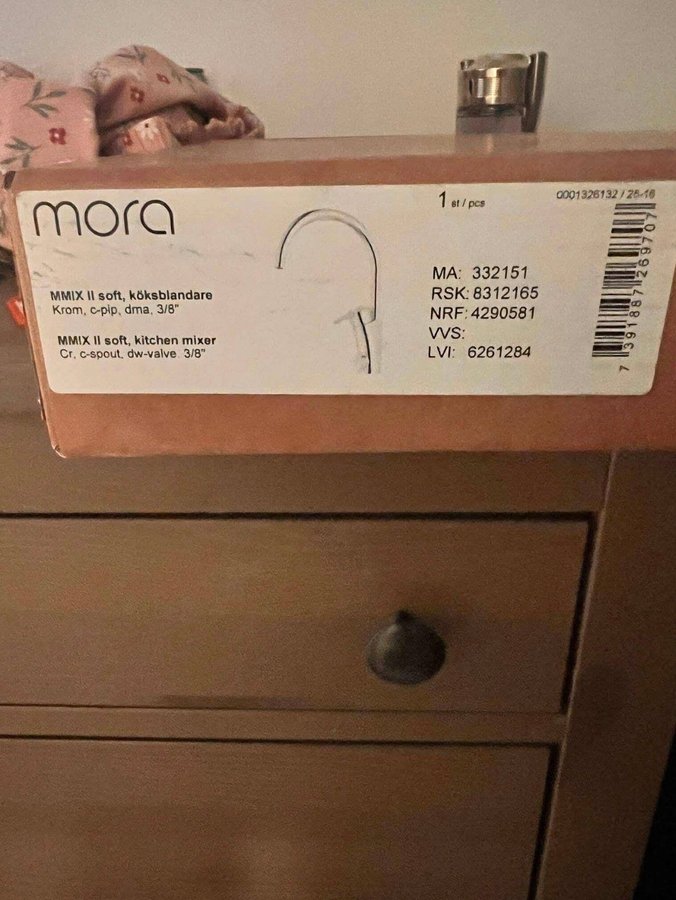 mora
MMIX II soft, köksblandare
Krom, c-pip, dma, 3/8"
MMIX II soft, kitchen mixer
Cr, c-spout, dw-valve. 3/8"
1 st / pcs
MA: 332151
RSK: 8312165
NRF: 4290581
VVS:
LVI: 6261284
0001326132 / 25-16
7391887269707